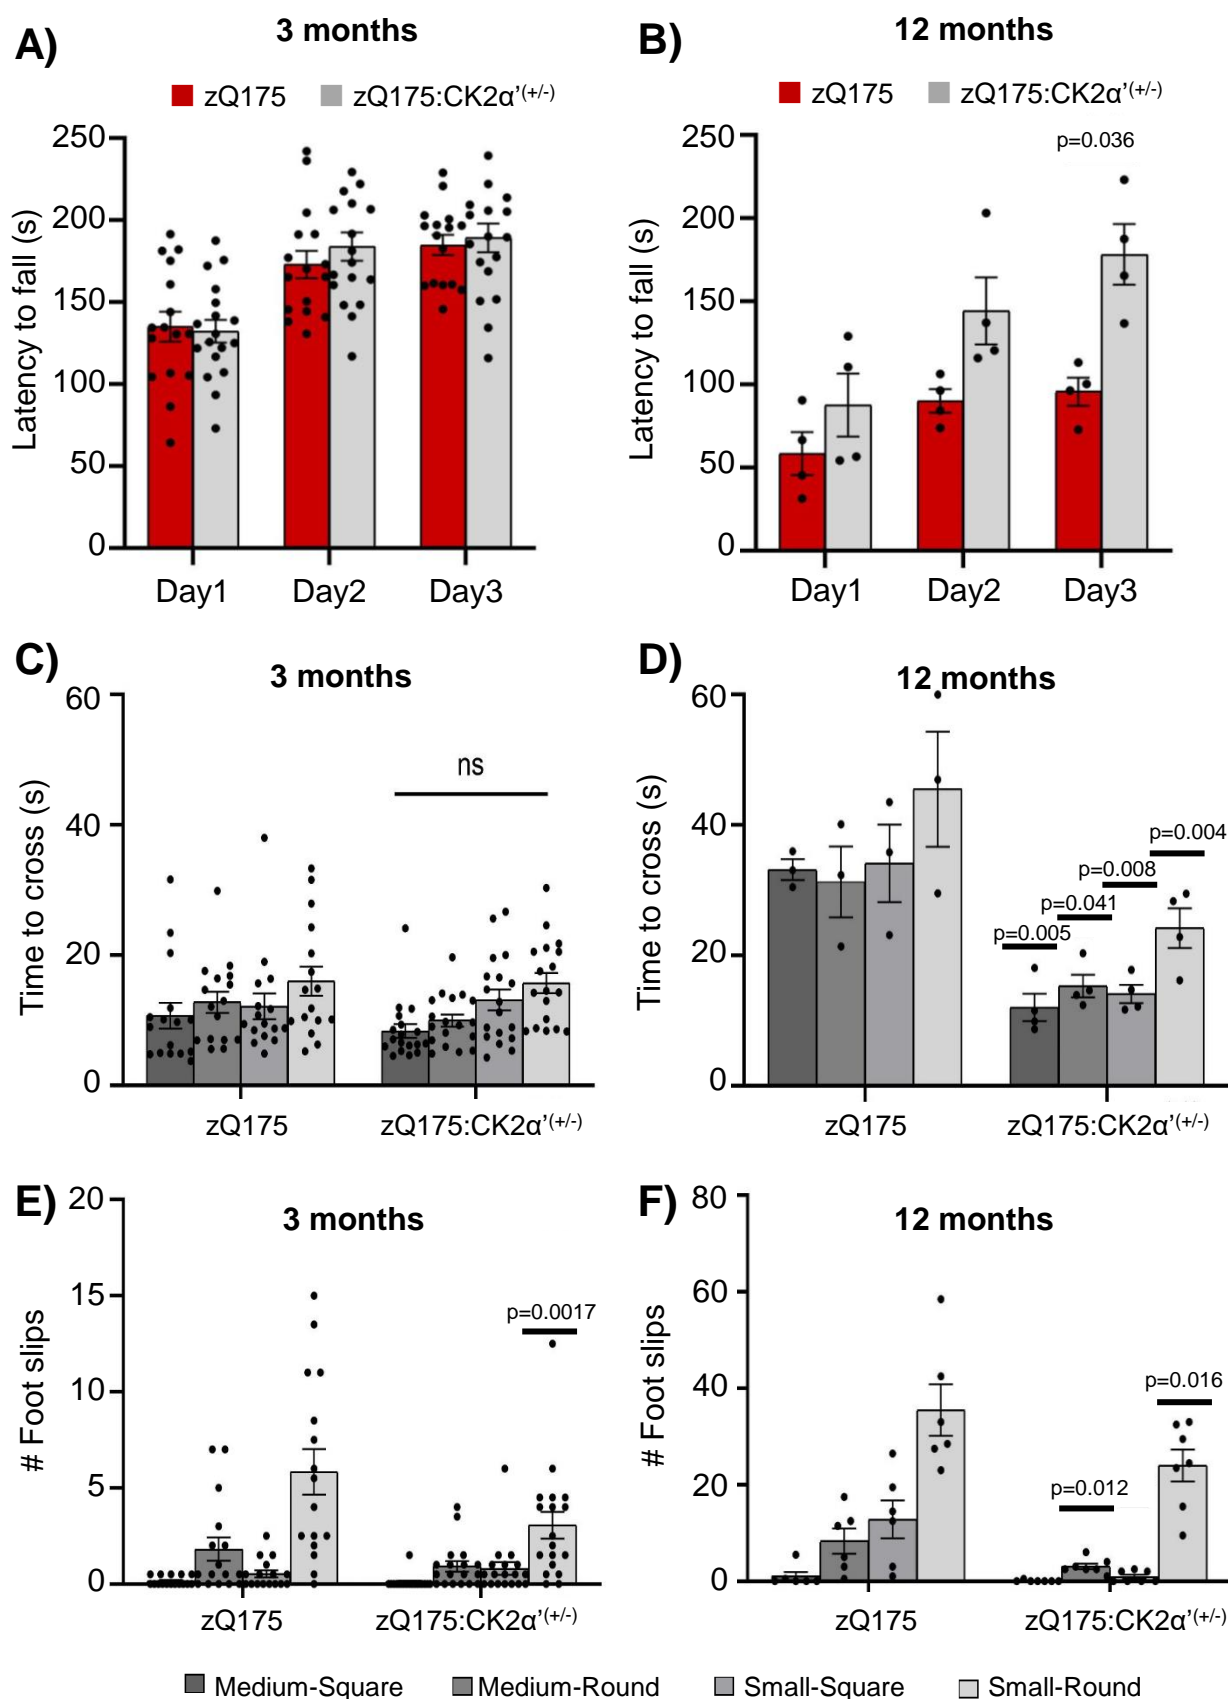 A)
3 months
zQ175
zQ175:CK2α’(+/-)
Latency to fall (s)
250
200
150
100
50
0
Day1
Day2
Day3
B)
12 months
zQ175
zQ175:CK2α’(+/-)
p=0.036
Latency to fall (s)
250
200
150
100
50
0
Day1
Day2
Day3
C)
3 months
Time to cross (s)
60
40
20
0
ns
zQ175
zQ175:CK2α’(+/-)
D)
12 months
Time to cross (s)
60
40
20
0
p=0.005
p=0.041
p=0.008
p=0.004
zQ175
zQ175:CK2α’(+/-)
E)
3 months
# Foot slips
20
15
10
5
0
p=0.0017
zQ175
zQ175:CK2α’(+/-)
F)
12 months
# Foot slips
80
60
40
20
0
p=0.012
p=0.016
zQ175
zQ175:CK2α’(+/-)
Medium-Square
Medium-Round
Small-Square
Small-Round